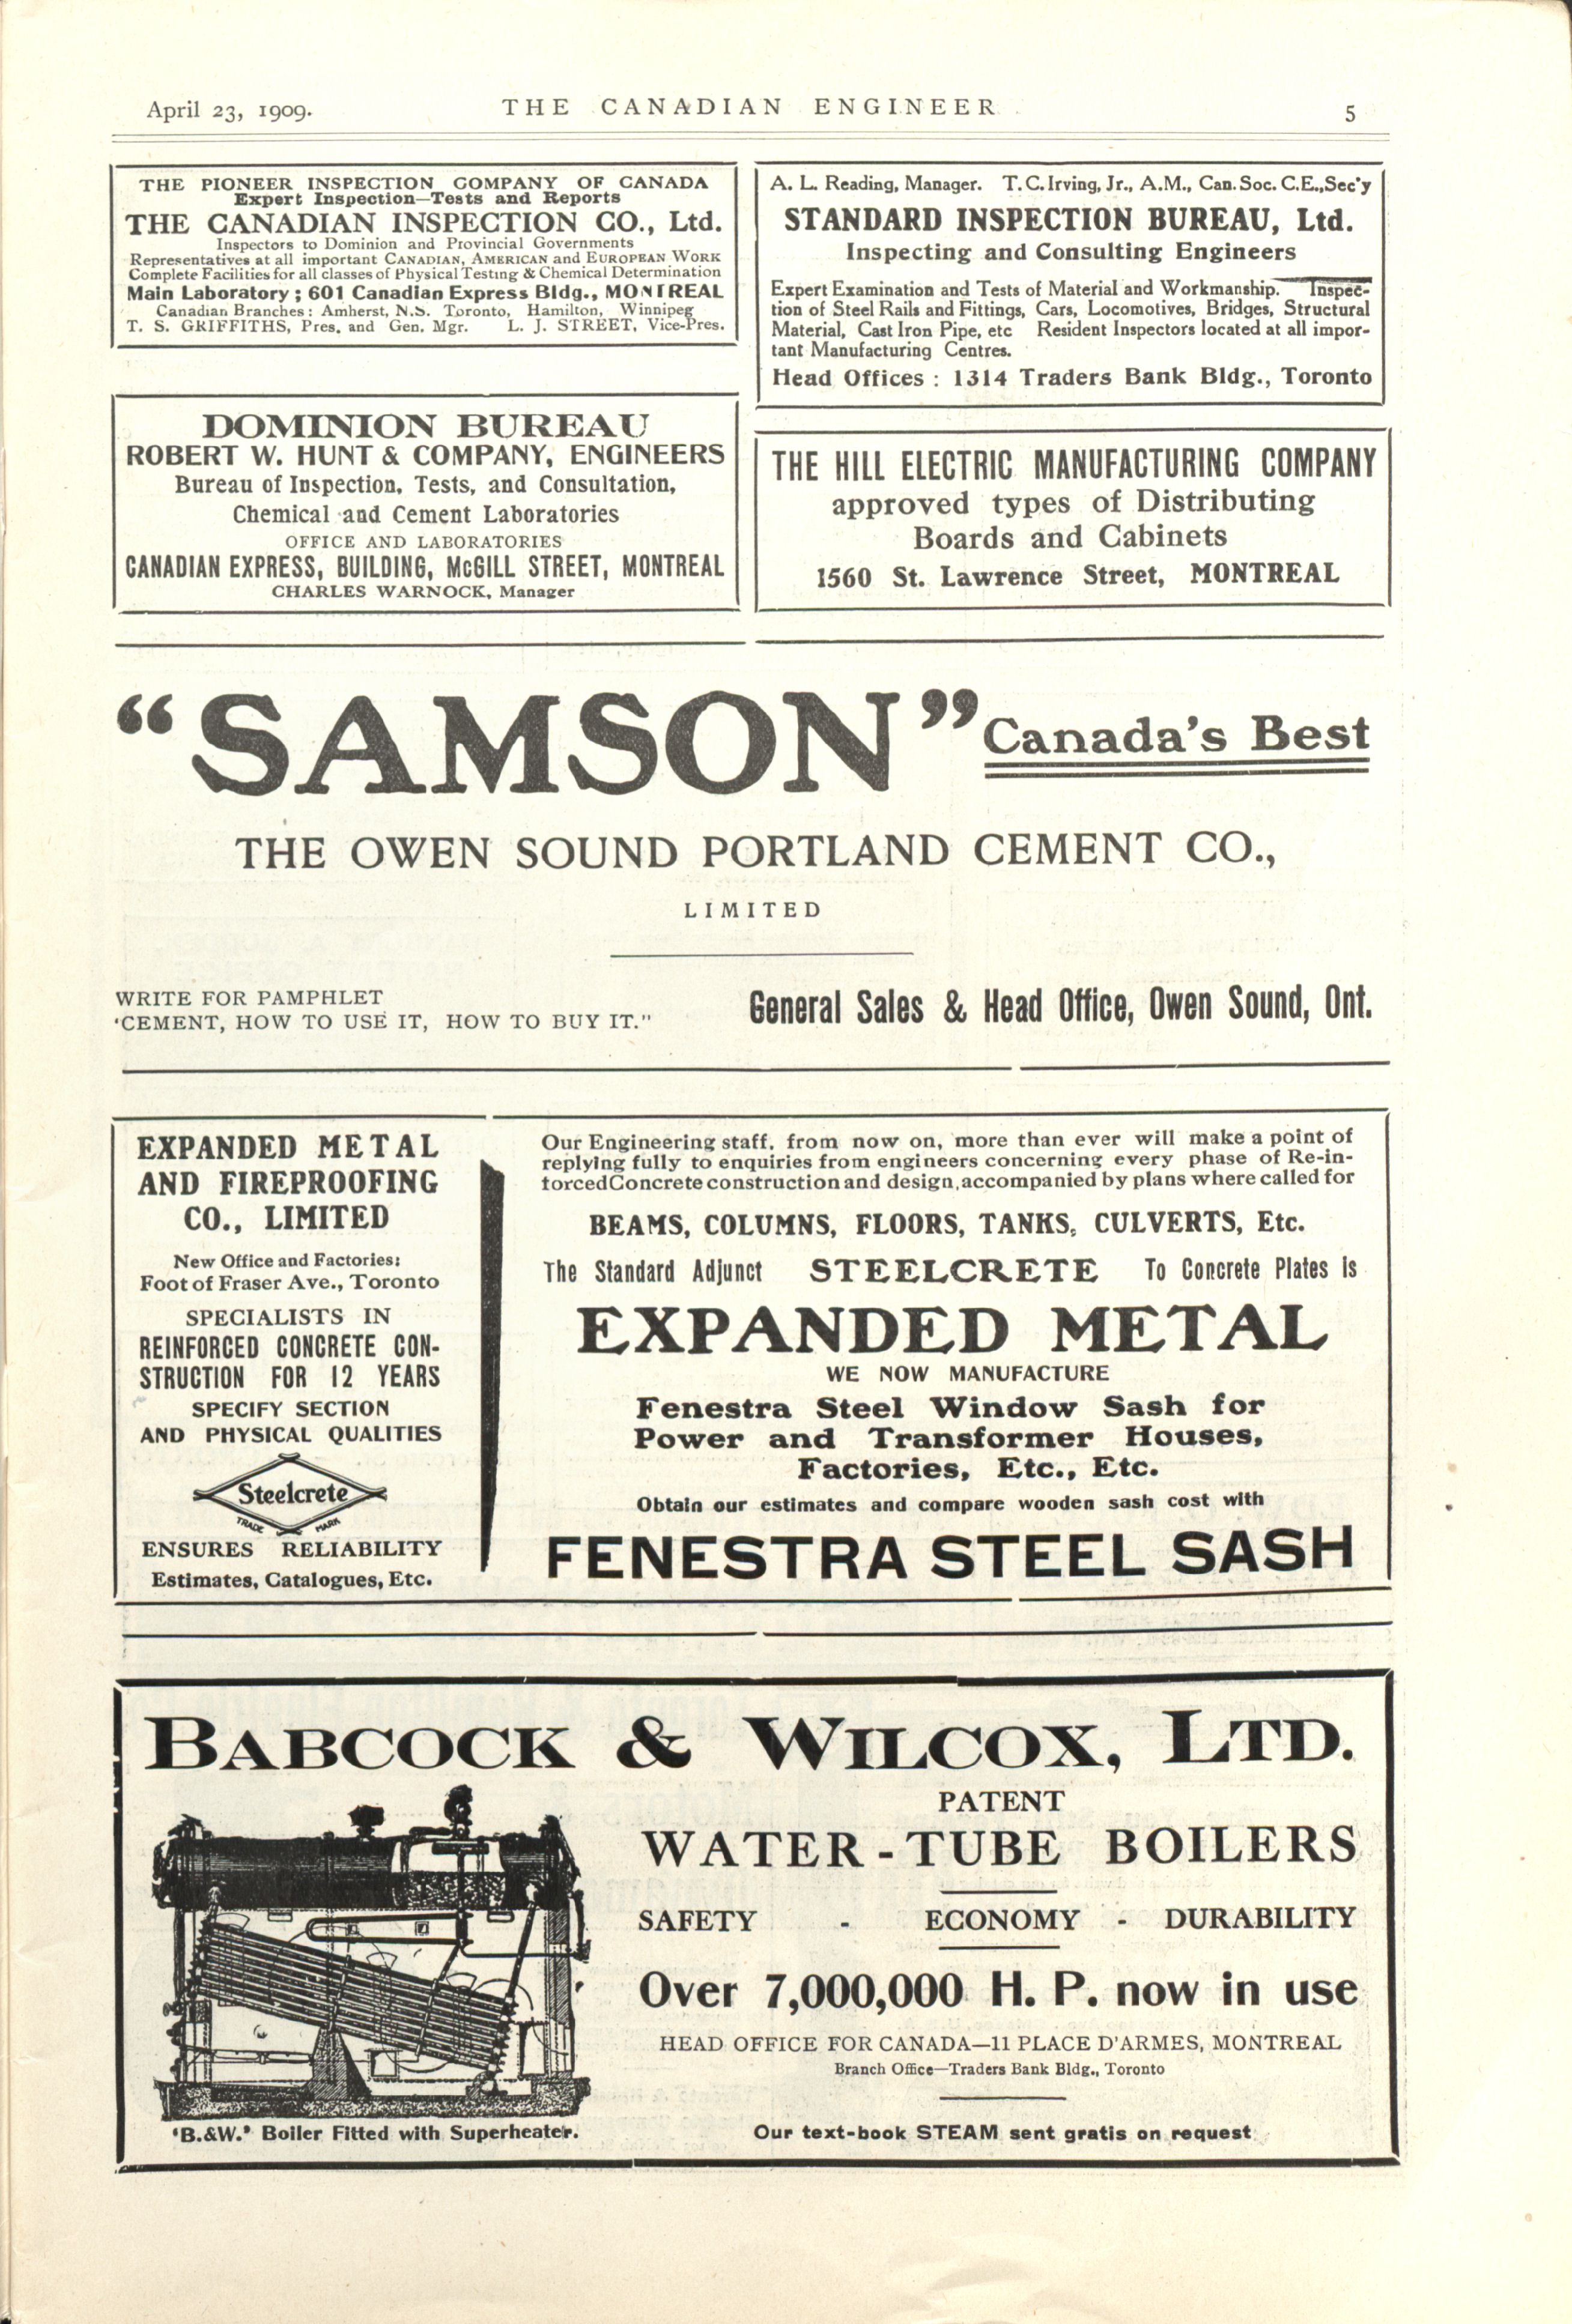 April 23, 1909.
THE CANADIAN ENGINEER
5
THE PIONEER INSPECTION COMPANY OF CANADA
Expert Inspection—Tests and Reports
THE CANADIAN INSPECTION CO., Ltd.
Inspectors to Dominion and Provincial Governments
Representatives at all important CANADIAN, AMERICAN and EUROPEAN WORK
Complete Facilities for all classes of Physical Testing & Chemical Determination
Main Laboratory; 601 Canadian Express Bldg., MONTREAL
Canadian Branches: Amherst, N.S. Toronto, Hamilton, Winnipeg
T. S. GRIFFITHS, Pres. and Gen. Mgr. L. J. STREET, Vice-Pres.
A. L. Reading, Manager. T. C. Irving, Jr., A.M., Can. Soc. C.E., Sec'y
STANDARD INSPECTION BUREAU, Ltd.
Inspecting and Consulting Engineers
Expert Examination and Tests of Material and Workmanship. Inspec-
tion of Steel Rails and Fittings, Cars, Locomotives, Bridges, Structural
Material, Cast Iron Pipe, etc Resident Inspectors located at all impor-
tant Manufacturing Centres.
Head Offices : 1314 Traders Bank Bldg., Toronto
DOMINION BUREAU
ROBERT W. HUNT & COMPANY, ENGINEERS
Bureau of Inspection, Tests, and Consultation,
Chemical and Cement Laboratories
OFFICE AND LABORATORIES
CANADIAN EXPRESS, BUILDING, McGILL STREET, MONTREAL
CHARLES WARNOCK, Manager
THE HILL ELECTRIC MANUFACTURING COMPANY
approved types of Distributing
Boards and Cabinets
1560 St. Lawrence Street, MONTREAL
“SAMSON” Canada's Best
THE OWEN SOUND PORTLAND CEMENT CO.,
LIMITED
WRITE FOR PAMPHLET
'CEMENT, HOW TO USE IT, HOW TO BUY IT."
General Sales & Head Office, Owen Sound, Ont.
EXPANDED METAL
AND FIREPROOFING
CO., LIMITED
New Office and Factories:
Foot of Fraser Ave., Toronto
SPECIALISTS IN
REINFORCED CONCRETE CON-
STRUCTION FOR 12 YEARS
SPECIFY SECTION
AND PHYSICAL QUALITIES
Steelcrete
TRADE MARK
ENSURES RELIABILITY
Estimates, Catalogues, Etc.
Our Engineering staff, from now on, more than ever will make a point of
replying fully to enquiries from engineers concerning every phase of Re-in-
forced Concrete construction and design, accompanied by plans where called for
BEAMS, COLUMNS, FLOORS, TANKS, CULVERTS, Etc.
The Standard Adjunct STEELCRETE To Concrete Plates is
EXPANDED METAL
WE NOW MANUFACTURE
Fenestra Steel Window Sash for
Power and Transformer Houses,
Factories, Etc., Etc.
Obtain our estimates and compare wooden sash cost with
FENESTRA STEEL SASH
BABCOCK & WILCOX, LTD.
PATENT
WATER-TUBE BOILERS
SAFETY - ECONOMY - DURABILITY
Over 7,000,000 H. P. now in use
HEAD OFFICE FOR CANADA—11 PLACE D'ARMES, MONTREAL
Branch Office—Traders Bank Bldg., Toronto
'B.&W.' Boiler Fitted with Superheater.
Our text-book STEAM sent gratis on request